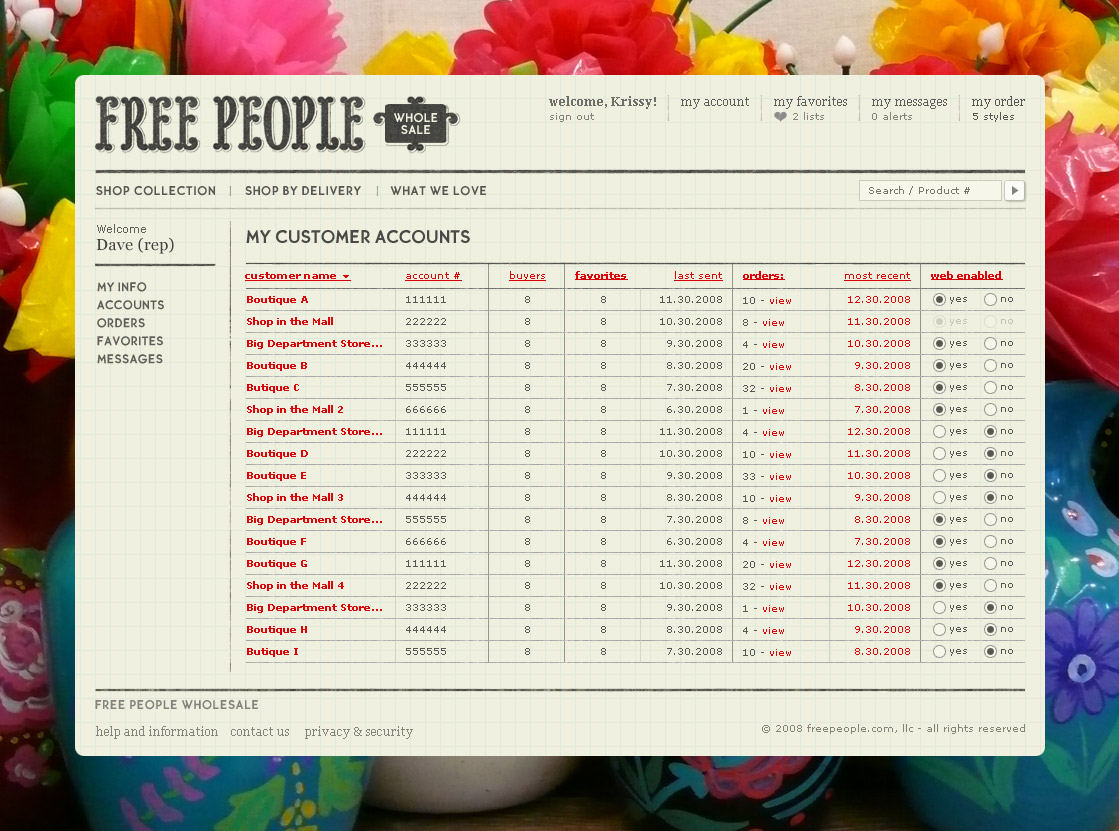 FREE PEOPLE WHOLE SALE
welcome, Krissy! my account my favorites my messages my order
sign out 2 lists 0 alerts 5 styles
SHOP COLLECTION SHOP BY DELIVERY WHAT WE LOVE Search / Product #
Welcome
Dave (rep)
MY INFO
ACCOUNTS
ORDERS
FAVORITES
MESSAGES
MY CUSTOMER ACCOUNTS
customer name account # buyers favorites last sent orders: most recent web enabled
Boutique A 111111 8 8 11.30.2008 10 - view 12.30.2008 yes no
Shop in the Mall 222222 8 8 10.30.2008 8 - view 11.30.2008 yes no
Big Department Store... 333333 8 8 9.30.2008 4 - view 10.30.2008 yes no
Boutique B 444444 8 8 8.30.2008 20 - view 9.30.2008 yes no
Butique C 555555 8 8 7.30.2008 32 - view 8.30.2008 yes no
Shop in the Mall 2 666666 8 8 6.30.2008 1 - view 7.30.2008 yes no
Big Department Store... 111111 8 8 11.30.2008 4 - view 12.30.2008 yes no
Boutique D 222222 8 8 10.30.2008 10 - view 11.30.2008 yes no
Boutique E 333333 8 8 9.30.2008 33 - view 10.30.2008 yes no
Shop in the Mall 3 444444 8 8 8.30.2008 10 - view 9.30.2008 yes no
Big Department Store... 555555 8 8 7.30.2008 8 - view 8.30.2008 yes no
Boutique F 666666 8 8 6.30.2008 4 - view 7.30.2008 yes no
Boutique G 111111 8 8 11.30.2008 20 - view 12.30.2008 yes no
Shop in the Mall 4 222222 8 8 10.30.2008 32 - view 11.30.2008 yes no
Big Department Store... 333333 8 8 9.30.2008 1 - view 10.30.2008 yes no
Boutique H 444444 8 8 8.30.2008 4 - view 9.30.2008 yes no
Butique I 555555 8 8 7.30.2008 10 - view 8.30.2008 yes no
FREE PEOPLE WHOLESALE
help and information contact us privacy & security © 2008 freepeople.com, llc - all rights reserved